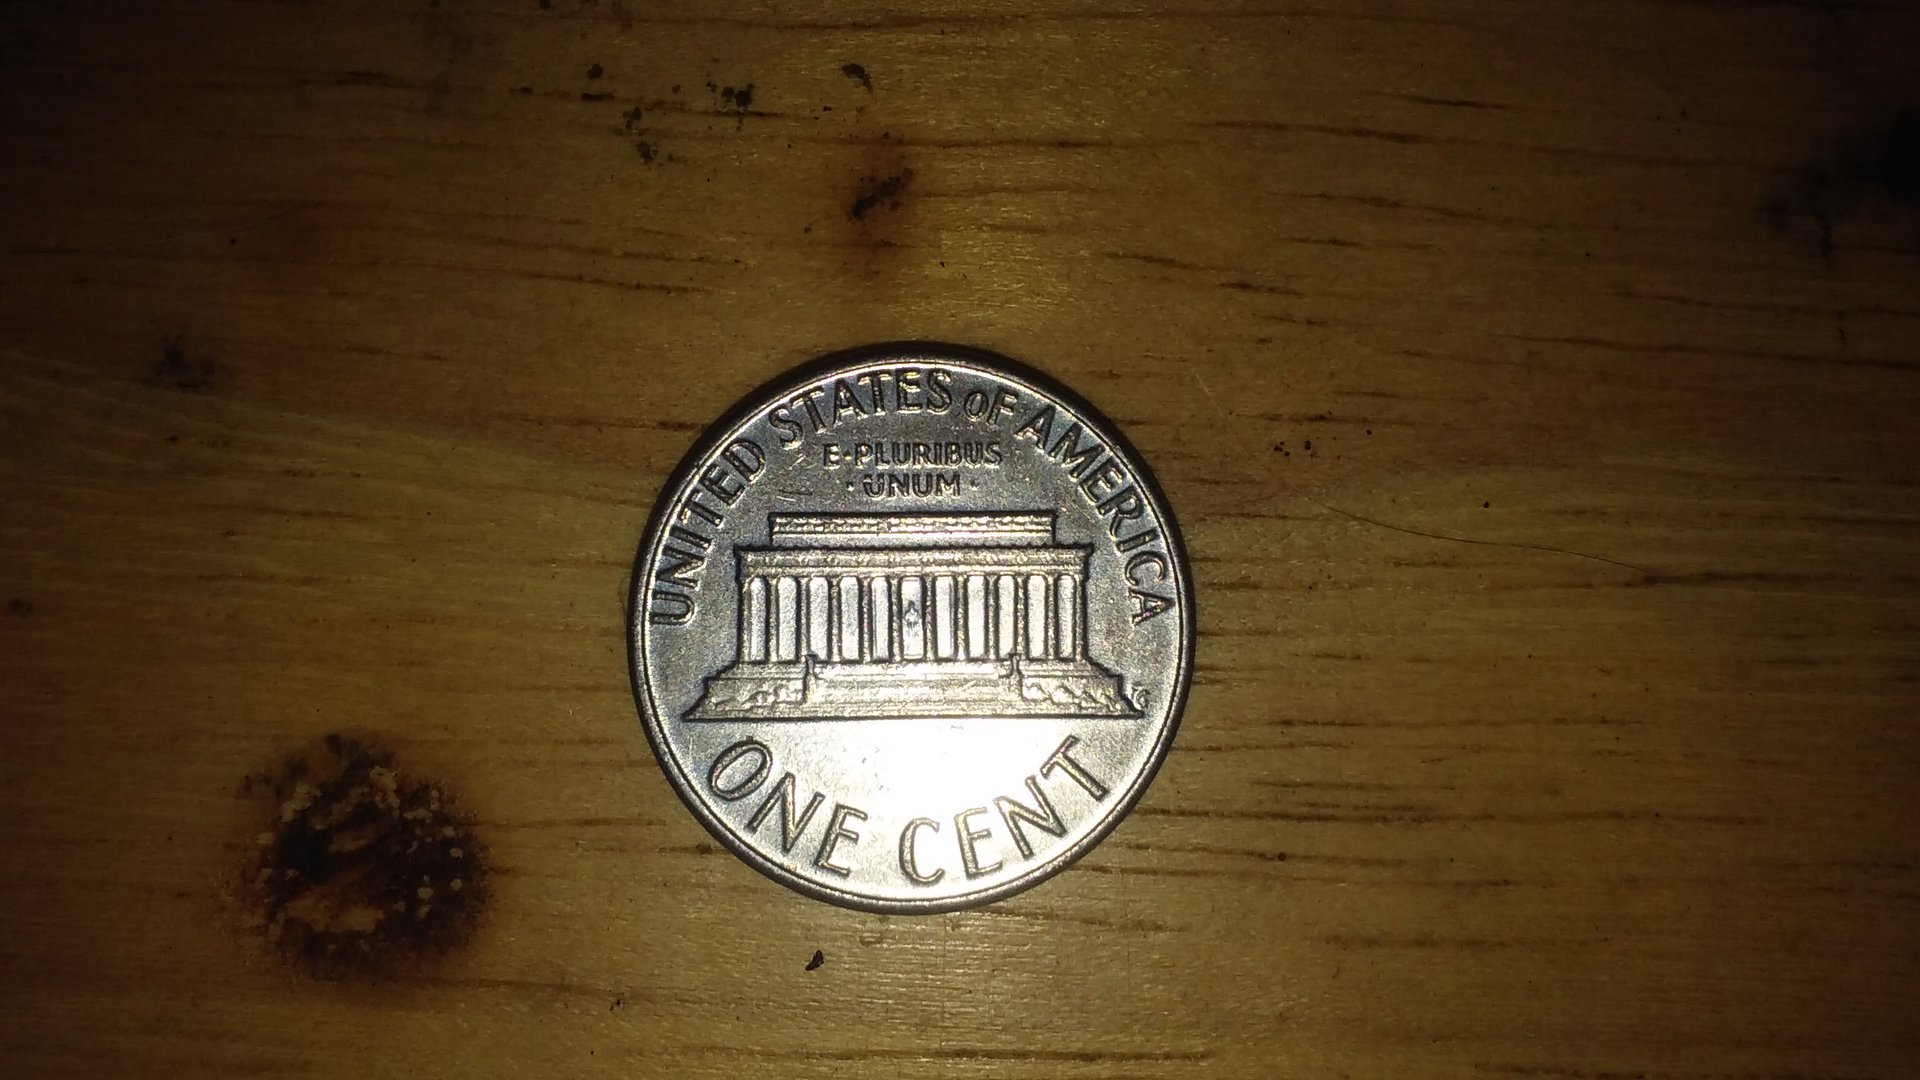 UNITED STATES OF AMERICA
E·PLURIBUS
·UNUM·
ONE CENT